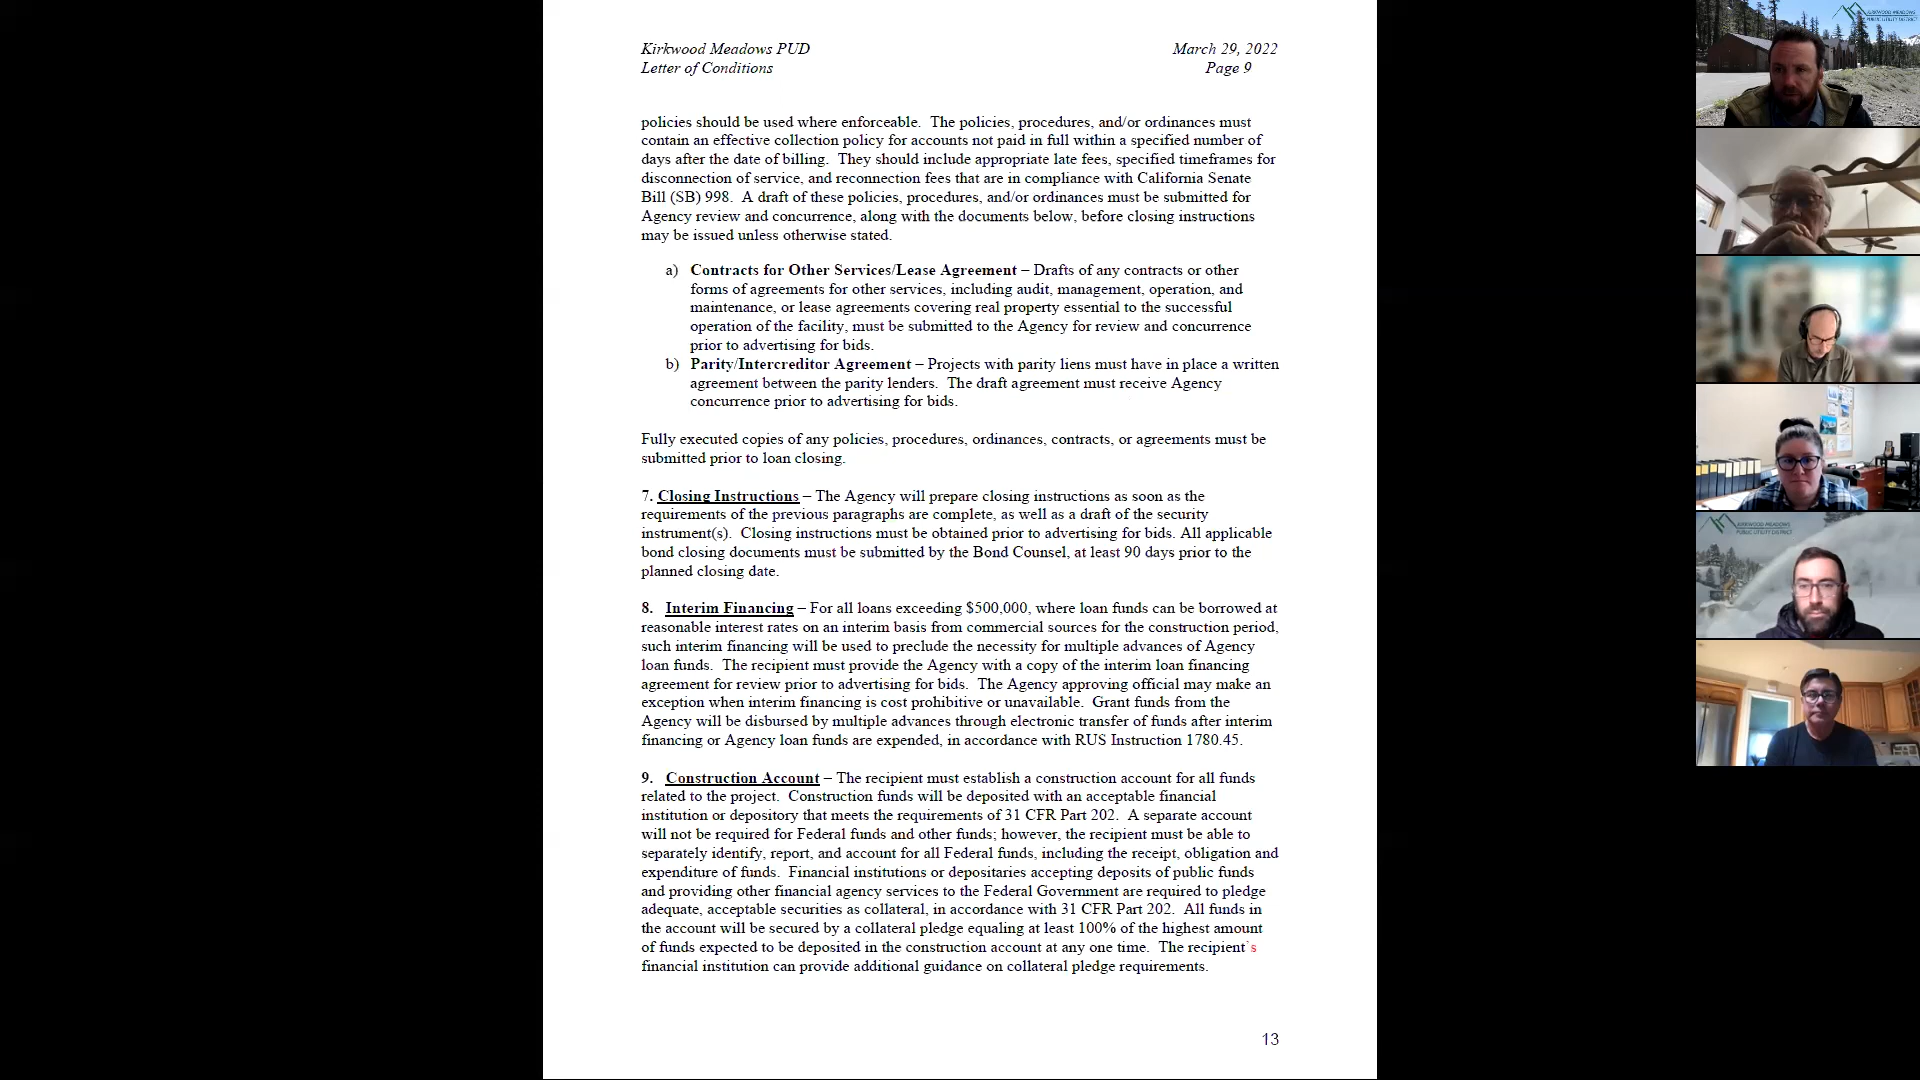 Kirkwood Meadows PUD
Letter of Conditions
March 29, 2022
Page 9
policies should be used where enforceable.  The policies, procedures, and/or ordinances must
contain an effective collection policy for accounts not paid in full within a specified number of
days after the date of billing.  They should include appropriate late fees, specified timeframes for
disconnection of service, and reconnection fees that are in compliance with California Senate
Bill (SB) 998.  A draft of these policies, procedures, and/or ordinances must be submitted for
Agency review and concurrence, along with the documents below, before closing instructions
may be issued unless otherwise stated.
a) Contracts for Other Services/Lease Agreement – Drafts of any contracts or other
forms of agreements for other services, including audit, management, operation, and
maintenance, or lease agreements covering real property essential to the successful
operation of the facility, must be submitted to the Agency for review and concurrence
prior to advertising for bids.
b) Parity/Intercreditor Agreement – Projects with parity liens must have in place a written
agreement between the parity lenders.  The draft agreement must receive Agency
concurrence prior to advertising for bids.
Fully executed copies of any policies, procedures, ordinances, contracts, or agreements must be
submitted prior to loan closing.
7. Closing Instructions – The Agency will prepare closing instructions as soon as the
requirements of the previous paragraphs are complete, as well as a draft of the security
instrument(s).  Closing instructions must be obtained prior to advertising for bids. All applicable
bond closing documents must be submitted by the Bond Counsel, at least 90 days prior to the
planned closing date.
8. Interim Financing – For all loans exceeding $500,000, where loan funds can be borrowed at
reasonable interest rates on an interim basis from commercial sources for the construction period,
such interim financing will be used to preclude the necessity for multiple advances of Agency
loan funds.  The recipient must provide the Agency with a copy of the interim loan financing
agreement for review prior to advertising for bids.  The Agency approving official may make an
exception when interim financing is cost prohibitive or unavailable.  Grant funds from the
Agency will be disbursed by multiple advances through electronic transfer of funds after interim
financing or Agency loan funds are expended, in accordance with RUS Instruction 1780.45.
9. Construction Account – The recipient must establish a construction account for all funds
related to the project.  Construction funds will be deposited with an acceptable financial
institution or depository that meets the requirements of 31 CFR Part 202.  A separate account
will not be required for Federal funds and other funds; however, the recipient must be able to
separately identify, report, and account for all Federal funds, including the receipt, obligation and
expenditure of funds.  Financial institutions or depositaries accepting deposits of public funds
and providing other financial agency services to the Federal Government are required to pledge
adequate, acceptable securities as collateral, in accordance with 31 CFR Part 202.  All funds in
the account will be secured by a collateral pledge equaling at least 100% of the highest amount
of funds expected to be deposited in the construction account at any one time.  The recipient's
financial institution can provide additional guidance on collateral pledge requirements.
13
KIRKWOOD MEADOWS
PUBLIC UTILITY DISTRICT
KIRKWOOD MEADOWS
PUBLIC UTILITY DISTRICT